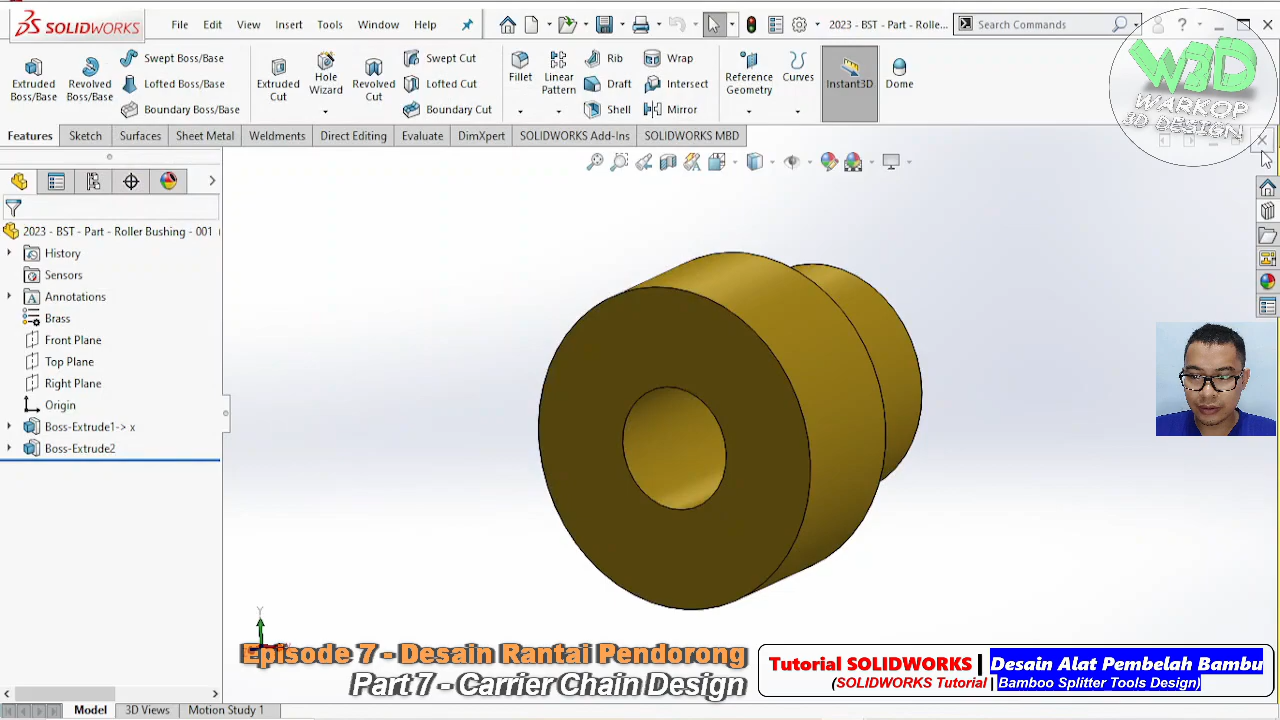 SOLIDWORKS
File Edit View Insert Tools Window Help
2023 - BST - Part - Roller...
Search Commands
Extruded Boss/Base
Revolved Boss/Base
Swept Boss/Base
Lofted Boss/Base
Boundary Boss/Base
Extruded Cut
Hole Wizard
Revolved Cut
Swept Cut
Lofted Cut
Boundary Cut
Fillet
Linear Pattern
Rib
Draft
Shell
Wrap
Intersect
Mirror
Reference Geometry
Curves
Instant3D
Dome
WARKOP
3D DESIGN
Features Sketch Surfaces Sheet Metal Weldments Direct Editing Evaluate DimXpert SOLIDWORKS Add-Ins SOLIDWORKS MBD
2023 - BST - Part - Roller Bushing - 001
History
Sensors
Annotations
Brass
Front Plane
Top Plane
Right Plane
Origin
Boss-Extrude1-> x
Boss-Extrude2
Y
Episode 7 - Desain Rantai Pendorong
Part 7 - Carrier Chain Design
Tutorial SOLIDWORKS | Desain Alat Pembelah Bambu
(SOLIDWORKS Tutorial | Bamboo Splitter Tools Design)
Model 3D Views Motion Study 1